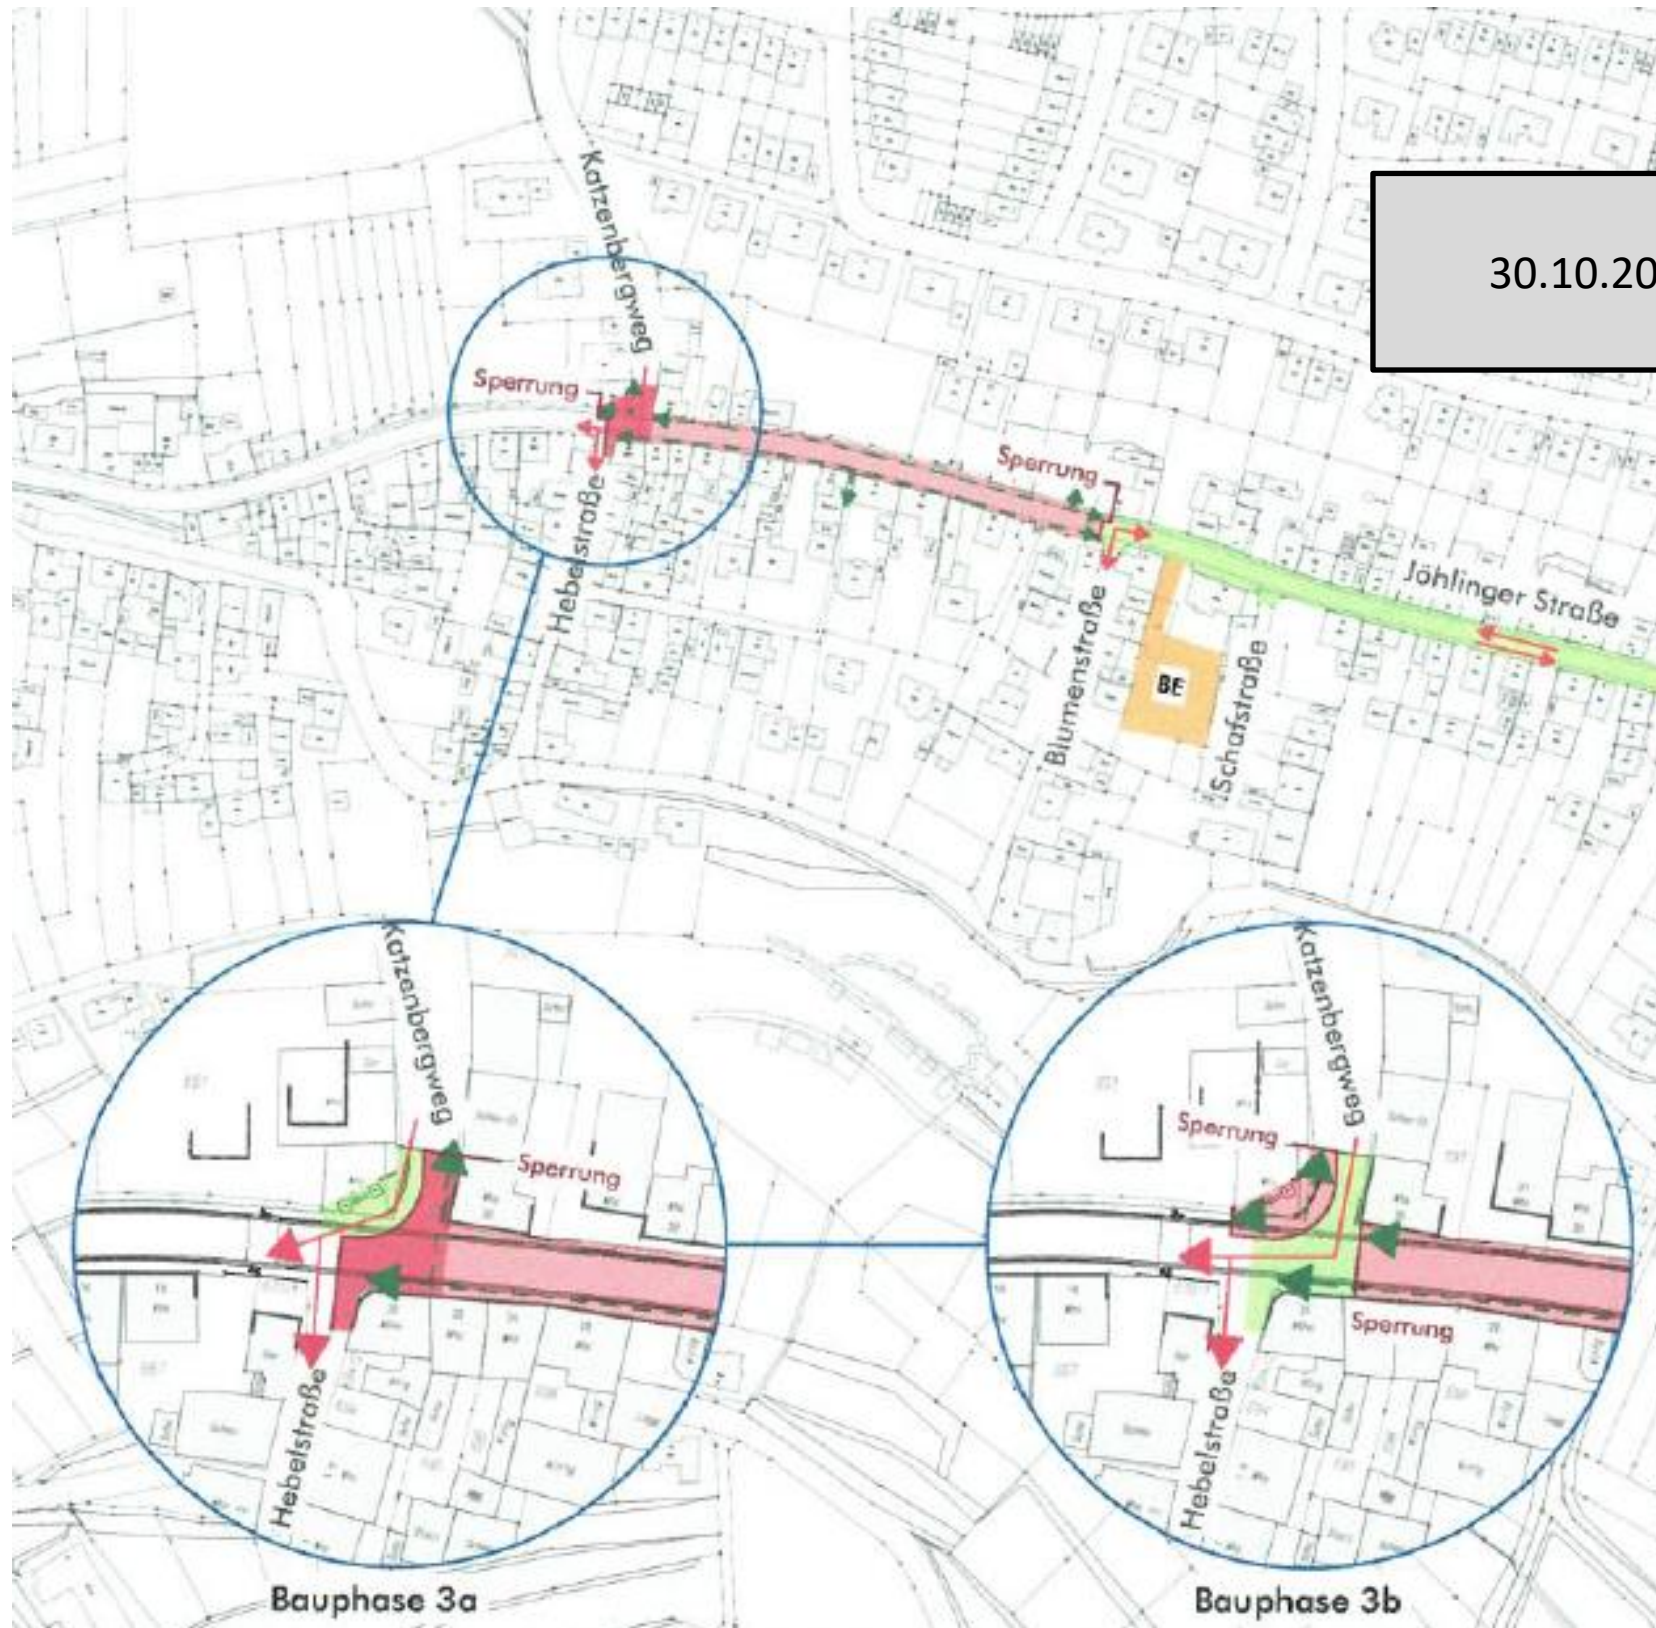 Katzenbergweg
30.10.20
Sperrung
Sperrung
Hebelstraße
Jöhlinger Straße
Blumenstraße
BE
Schafstraße
Katzenbergweg
Sperrung
Hebelstraße
Bauphase 3a
Katzenbergweg
Sperrung
Sperrung
Hebelstraße
Bauphase 3b